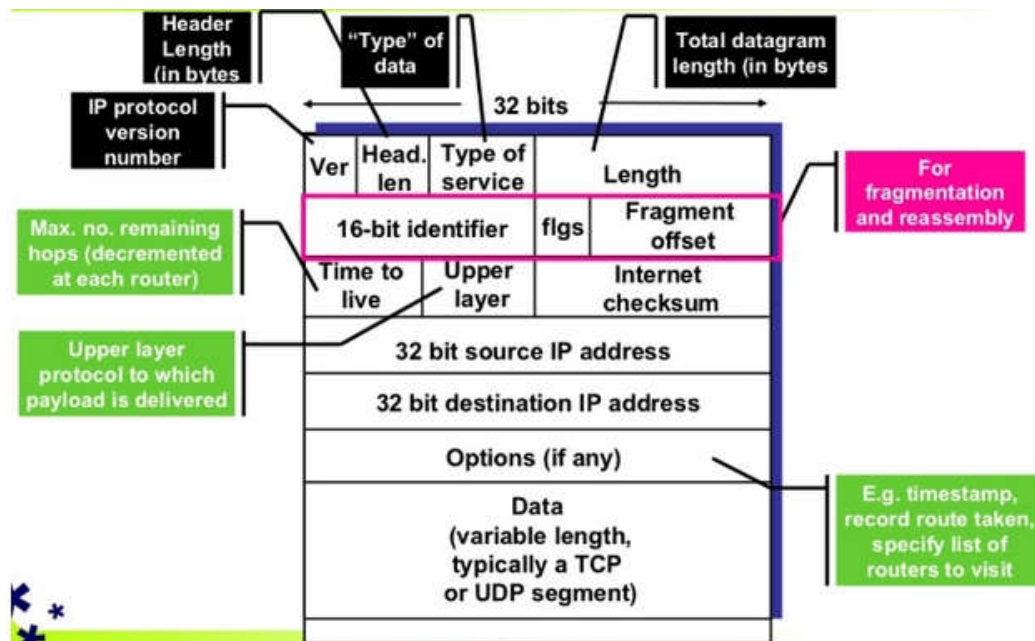 Header
Length
(in bytes
"Type" of
data
Total datagram
length (in bytes
IP protocol
version
number
32 bits
Ver
Head.
len
Type of
service
Length
For
fragmentation
and reassembly
16-bit identifier
flgs
Fragment
offset
Max. no. remaining
hops (decremented
at each router)
Time to
live
Upper
layer
Internet
checksum
Upper layer
protocol to which
payload is delivered
32 bit source IP address
32 bit destination IP address
Options (if any)
E.g. timestamp,
record route taken,
specify list of
routers to visit
Data
(variable length,
typically a TCP
or UDP segment)